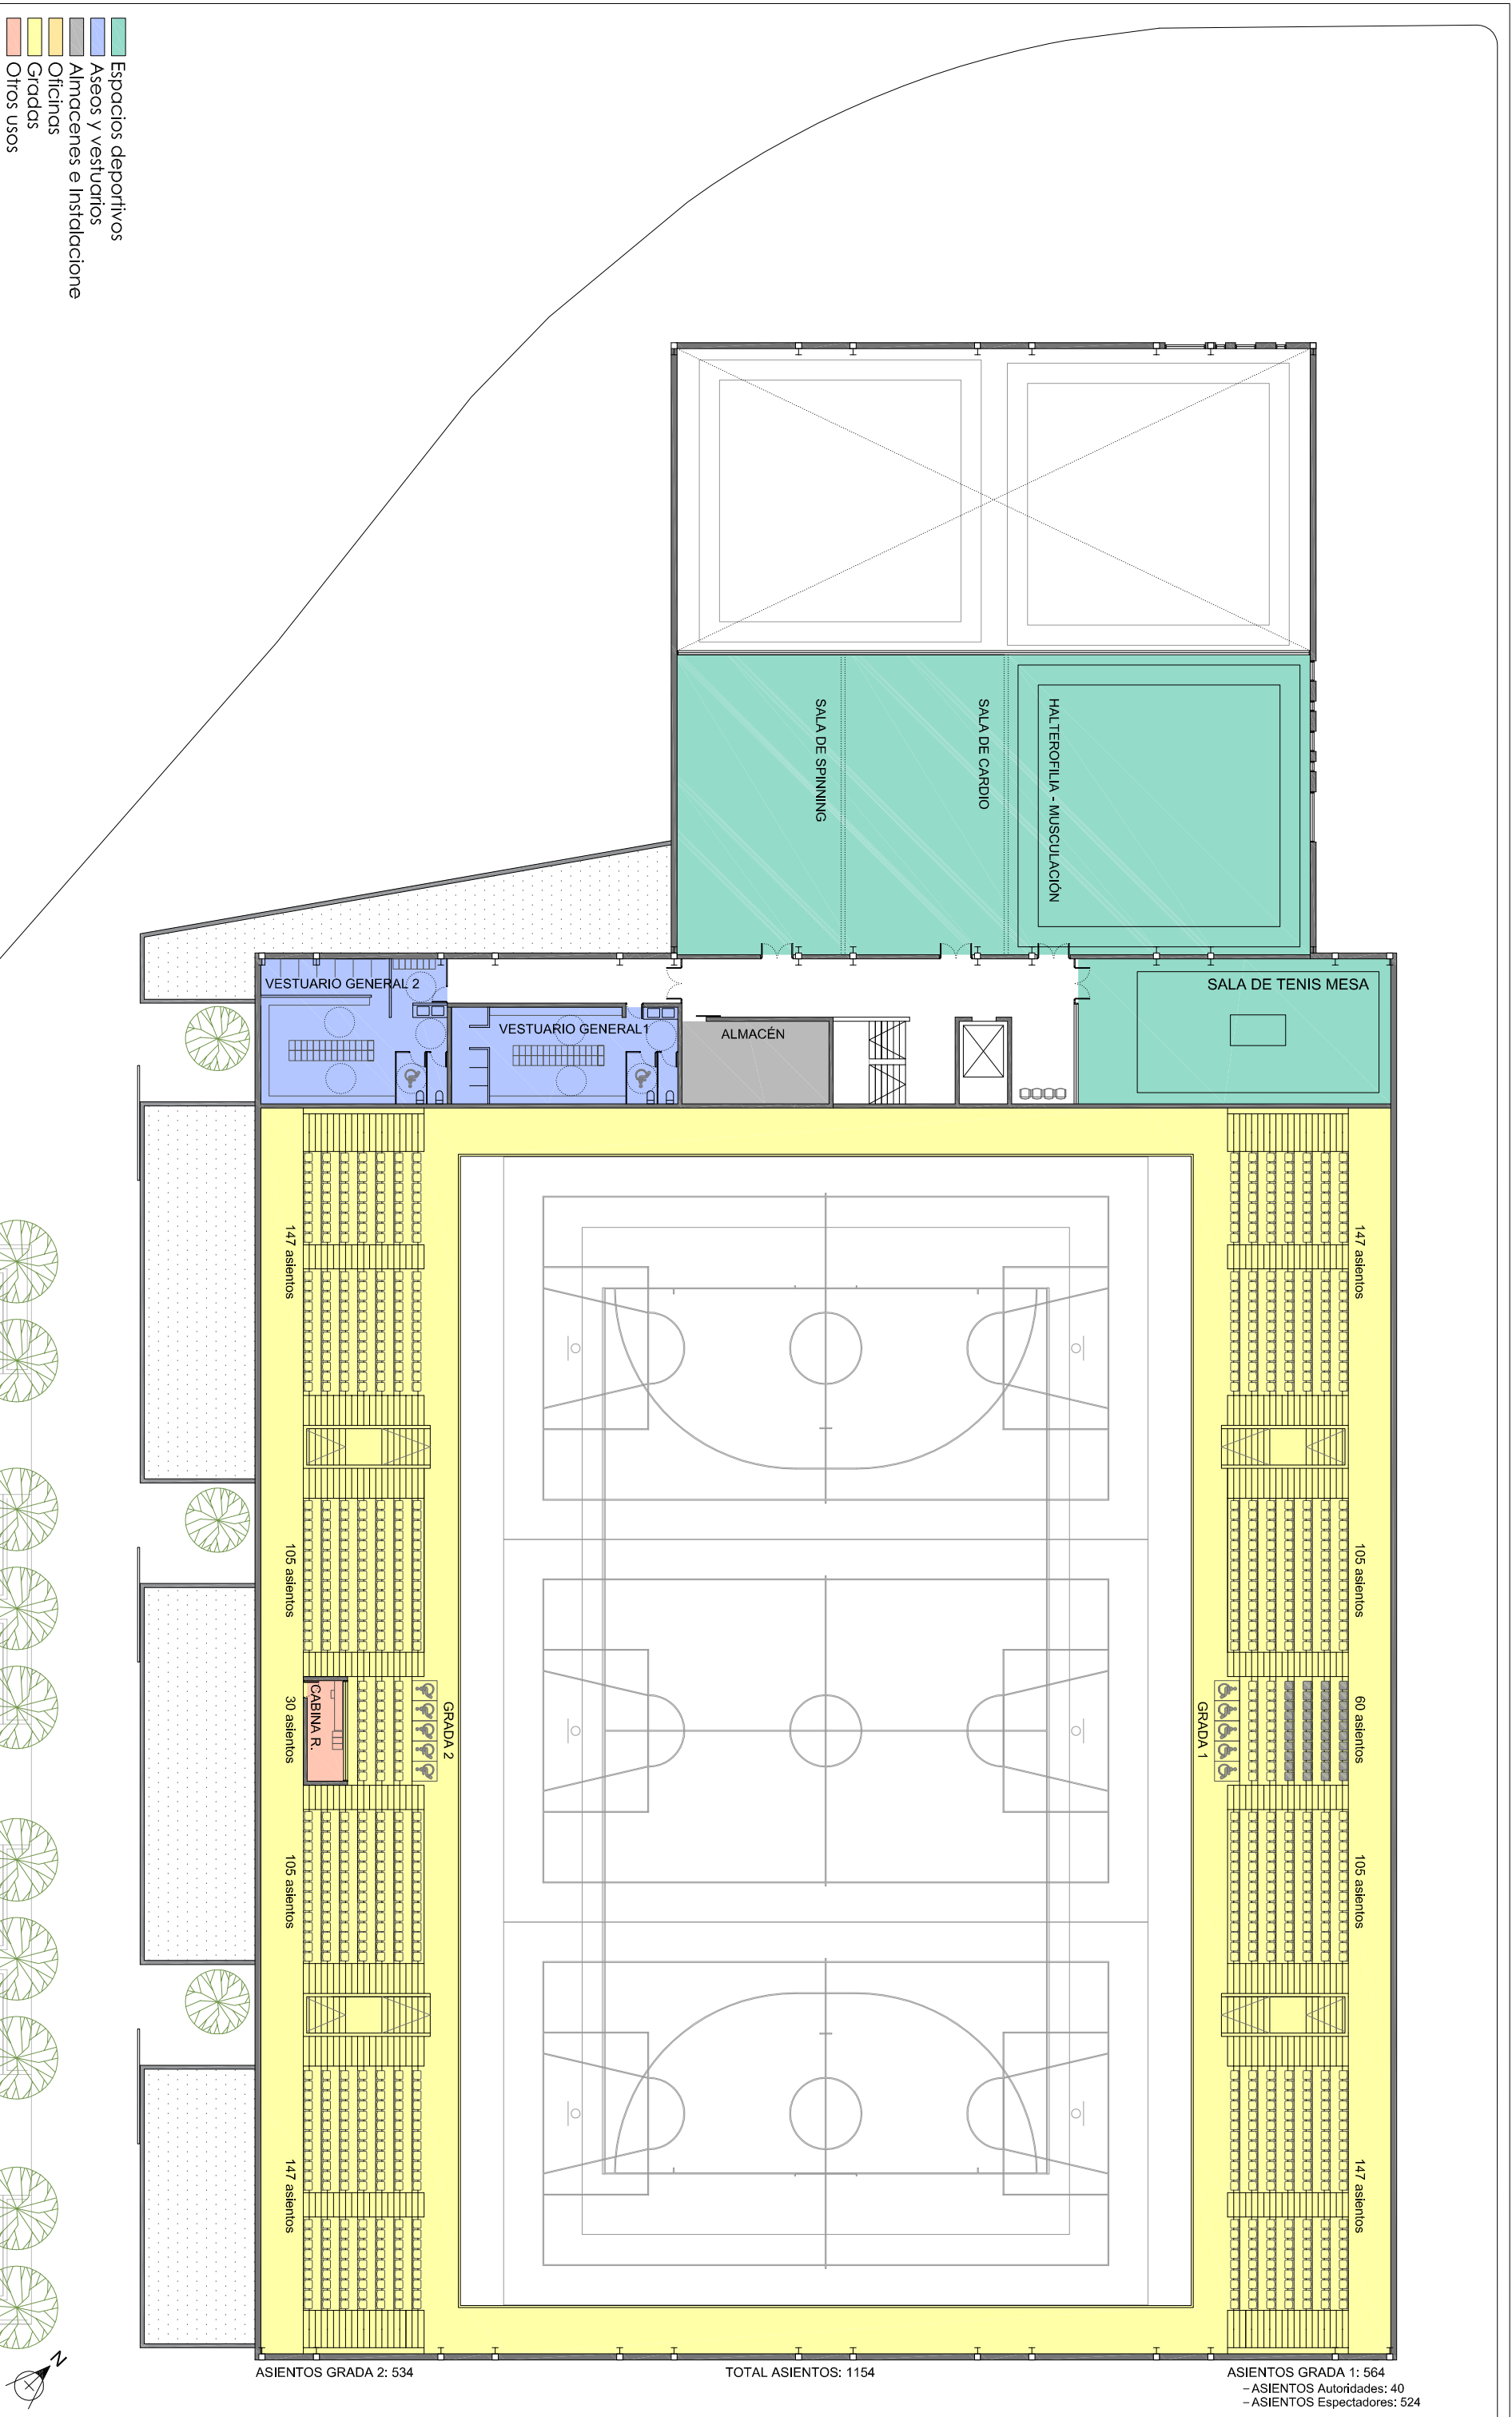 Espacios deportivos
Aseos y vestuarios
Almacenes e Instalacione
Oficinas
Gradas
Otros usos
SALA DE SPINNING
SALA DE CARDIO
HALTEROFILIA - MUSCULACIÓN
VESTUARIO GENERAL 2
VESTUARIO GENERAL1
ALMACÉN
SALA DE TENIS MESA
147 asientos
147 asientos
105 asientos
105 asientos
CABINA R.
30 asientos
GRADA 2
GRADA 1
60 asientos
105 asientos
105 asientos
147 asientos
147 asientos
ASIENTOS GRADA 2: 534
TOTAL ASIENTOS: 1154
ASIENTOS GRADA 1: 564
- ASIENTOS Autoridades: 40
- ASIENTOS Espectadores: 524
N